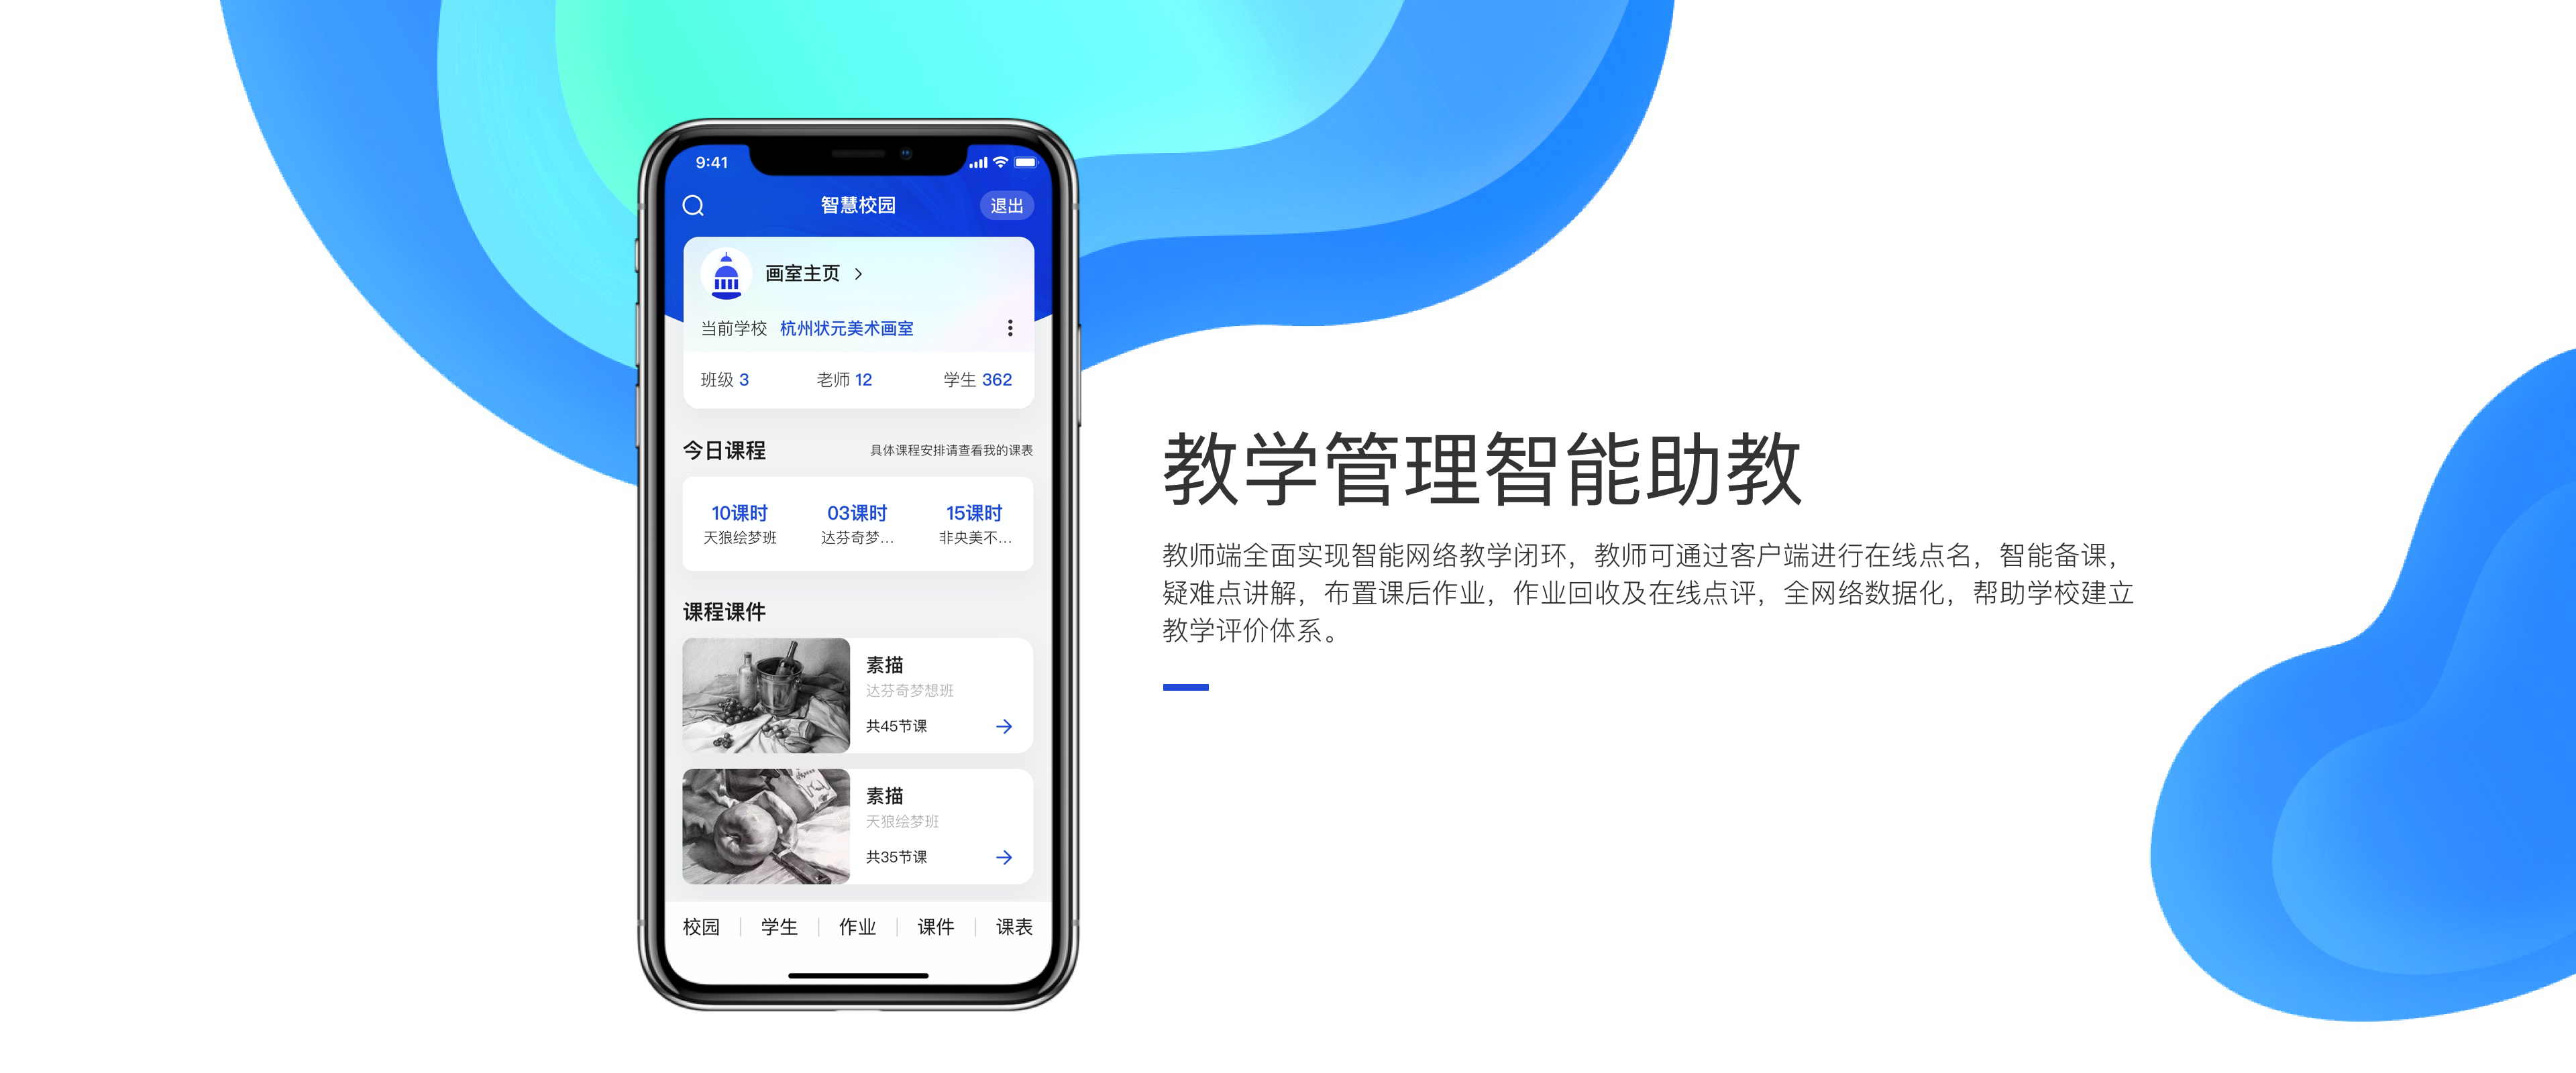 9:41
智慧校园
退出
画室主页
当前学校 杭州状元美术画室
班级 3 老师 12 学生 362
今日课程 具体课程安排请查看我的课表
10课时 03课时 15课时
天狼绘梦班 达芬奇梦... 非央美不...
课程课件
素描
达芬奇梦想班
共45节课
素描
天狼绘梦班
共35节课
校园 学生 作业 课件 课表
教学管理智能助教
教师端全面实现智能网络教学闭环，教师可通过客户端进行在线点名，智能备课，
疑难点讲解，布置课后作业，作业回收及在线点评，全网络数据化，帮助学校建立
教学评价体系。